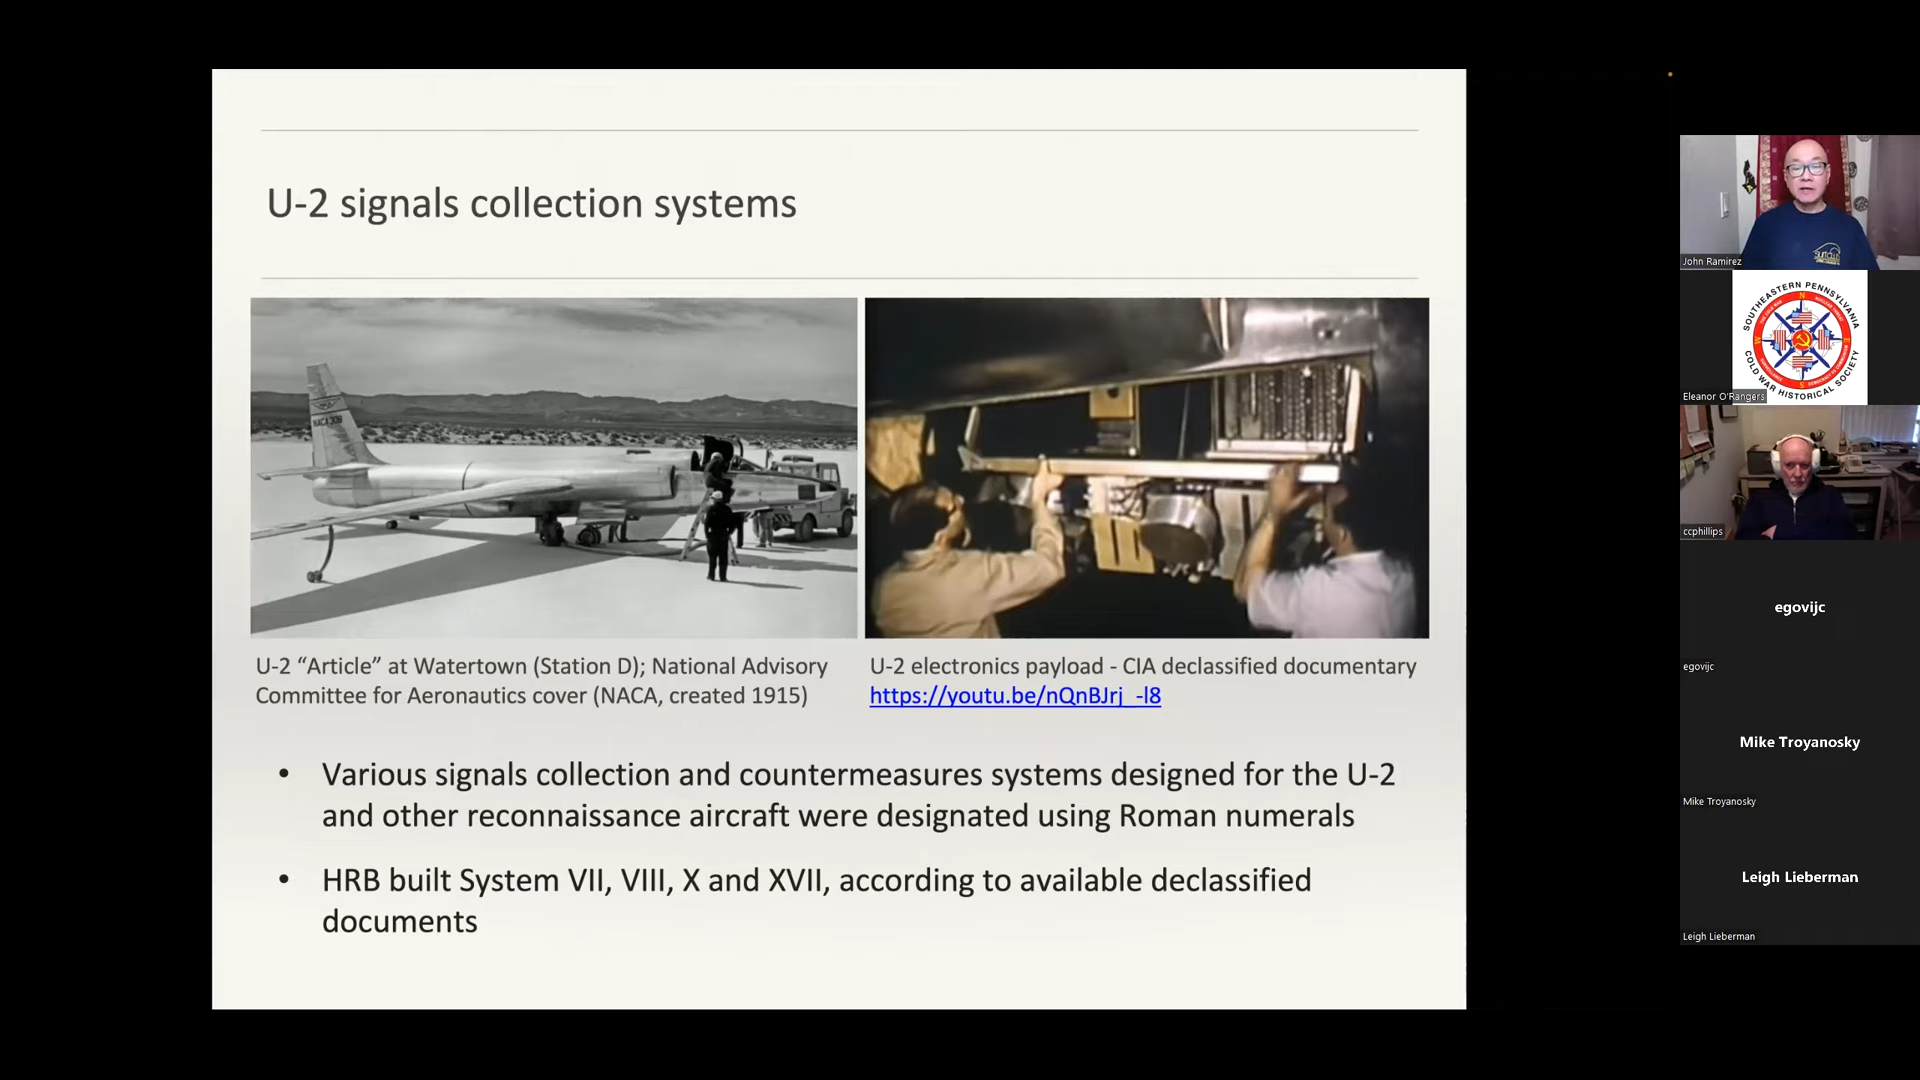 U-2 signals collection systems
NACA 309
U-2 “Article” at Watertown (Station D); National Advisory
Committee for Aeronautics cover (NACA, created 1915)
U-2 electronics payload - CIA declassified documentary
https://youtu.be/nQnBJrj_-l8
• Various signals collection and countermeasures systems designed for the U-2
and other reconnaissance aircraft were designated using Roman numerals
• HRB built System VII, VIII, X and XVII, according to available declassified
documents
John Ramirez
SOUTHEASTERN PENNSYLVANIA
COLD WAR HISTORICAL SOCIETY
N
E
S
W
Eleanor O'Rangers
ccphillips
egovijc
egovijc
Mike Troyanosky
Mike Troyanosky
Leigh Lieberman
Leigh Lieberman